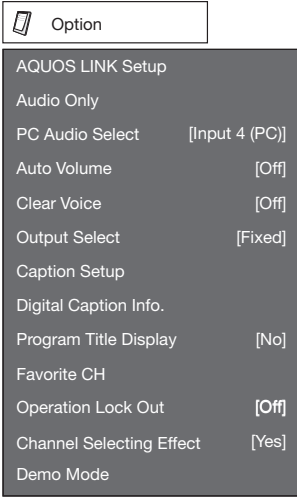 Option
AQUOS LINK Setup
Audio Only
PC Audio Select [Input 4 (PC)]
Auto Volume [Off]
Clear Voice [Off]
Output Select [Fixed]
Caption Setup
Digital Caption Info.
Program Title Display [No]
Favorite CH
Operation Lock Out [Off]
Channel Selecting Effect [Yes]
Demo Mode